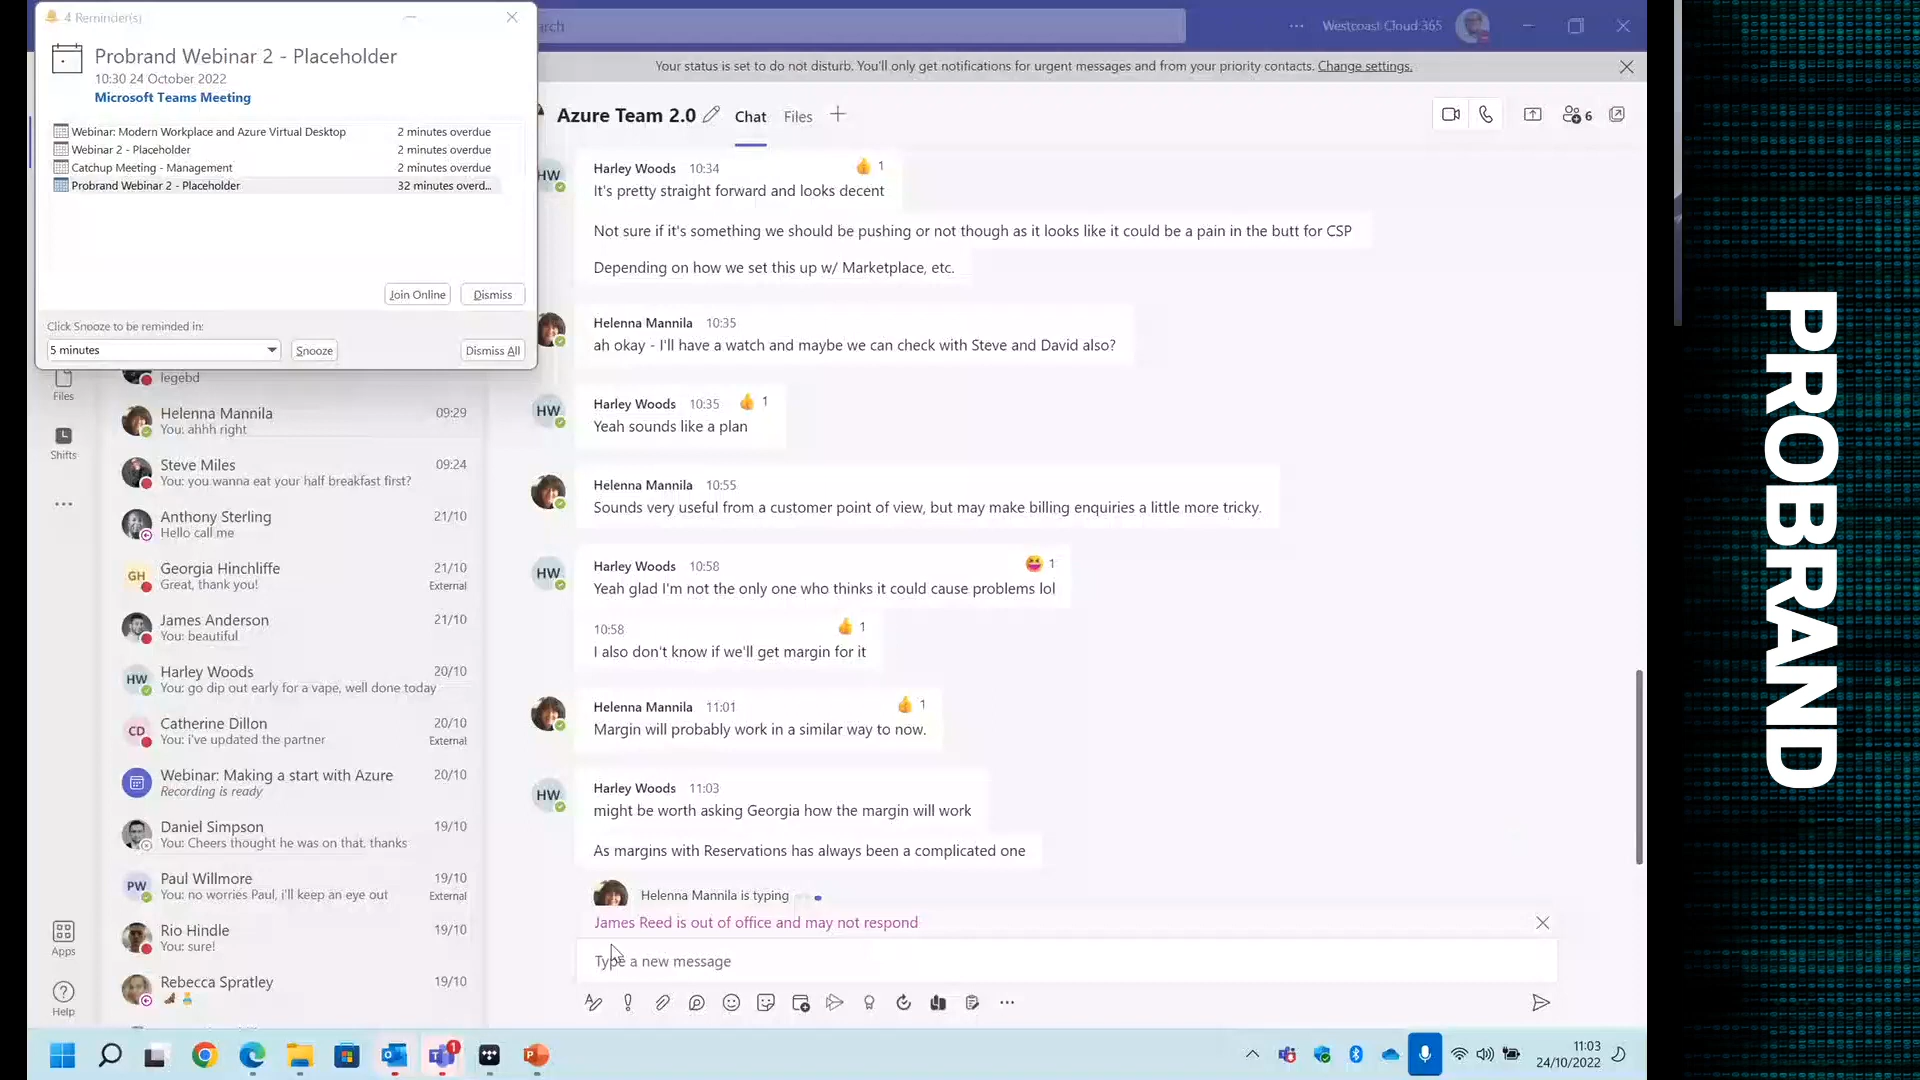 4 Reminder(s)
Probrand Webinar 2 - Placeholder
10:30 24 October 2022
Microsoft Teams Meeting
Webinar: Modern Workplace and Azure Virtual Desktop 2 minutes overdue
Webinar 2 - Placeholder 2 minutes overdue
Catchup Meeting - Management 2 minutes overdue
Probrand Webinar 2 - Placeholder 32 minutes overd...
Join Online Dismiss
Click Snooze to be reminded in:
5 minutes Snooze Dismiss All
arch
Westcoast Cloud 365
Your status is set to do not disturb. You'll only get notifications for urgent messages and from your priority contacts. Change settings.
Azure Team 2.0 Chat Files
6
Files
Shifts
Apps
Help
legebd
Helenna Mannila 09:29
You: ahhh right
Steve Miles 09:24
You: you wanna eat your half breakfast first?
Anthony Sterling 21/10
Hello call me
GH
Georgia Hinchliffe 21/10
Great, thank you! External
James Anderson 21/10
You: beautiful
HW
Harley Woods 20/10
You: go dip out early for a vape, well done today
CD
Catherine Dillon 20/10
You: i've updated the partner External
Webinar: Making a start with Azure 20/10
Recording is ready
Daniel Simpson 19/10
You: Cheers thought he was on that. thanks
PW
Paul Willmore 19/10
You: no worries Paul, i'll keep an eye out External
Rio Hindle 19/10
You: sure!
Rebecca Spratley 19/10
HW
Harley Woods 10:34 1
It's pretty straight forward and looks decent
Not sure if it's something we should be pushing or not though as it looks like it could be a pain in the butt for CSP
Depending on how we set this up w/ Marketplace, etc.
Helenna Mannila 10:35
ah okay - I'll have a watch and maybe we can check with Steve and David also?
HW
Harley Woods 10:35 1
Yeah sounds like a plan
Helenna Mannila 10:55
Sounds very useful from a customer point of view, but may make billing enquiries a little more tricky.
HW
Harley Woods 10:58 1
Yeah glad I'm not the only one who thinks it could cause problems lol
10:58 1
I also don't know if we'll get margin for it
Helenna Mannila 11:01 1
Margin will probably work in a similar way to now.
HW
Harley Woods 11:03
might be worth asking Georgia how the margin will work
As margins with Reservations has always been a complicated one
Helenna Mannila is typing
James Reed is out of office and may not respond
Type a new message
1
11:03
24/10/2022
PROBRAND